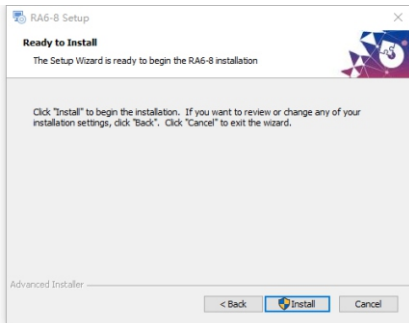 RA6-8 Setup
Ready to Install
The Setup Wizard is ready to begin the RA6-8 installation
Click "Install" to begin the installation. If you want to review or change any of your
installation settings, click "Back". Click "Cancel" to exit the wizard.
Advanced Installer
< Back Install Cancel